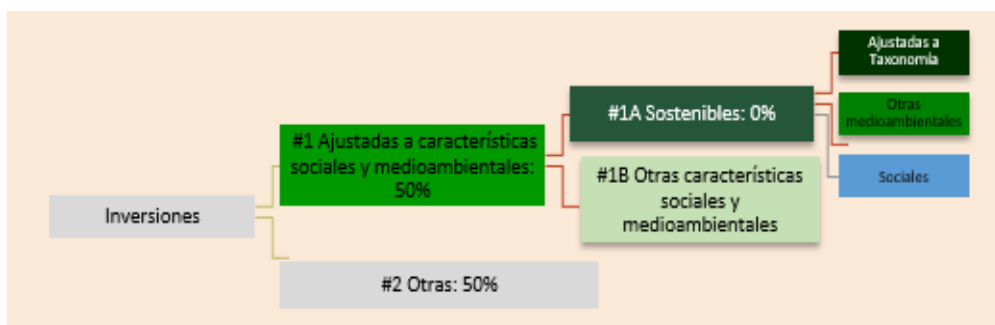 Inversiones
#1 Ajustadas a características
sociales y medioambientales:
50%
#2 Otras: 50%
#1A Sostenibles: 0%
#1B Otras características
sociales y
medioambientales
Ajustadas a
Taxonomía
Otras
medioambientales
Sociales